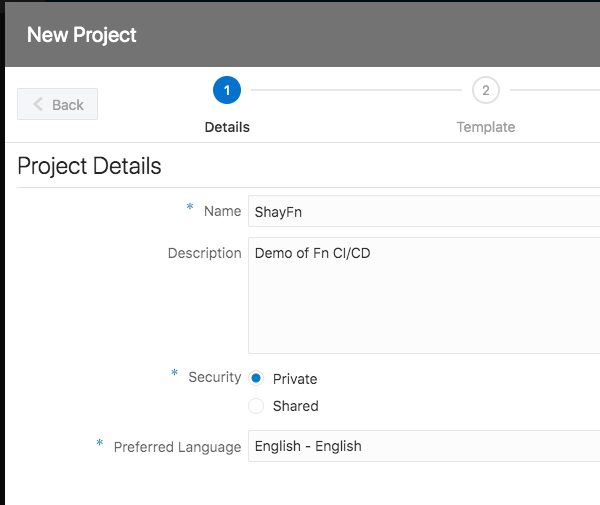 New Project
Back
1
2
Details
Template
Project Details
* Name ShayFn
Description Demo of Fn CI/CD
* Security Private
Shared
* Preferred Language English - English